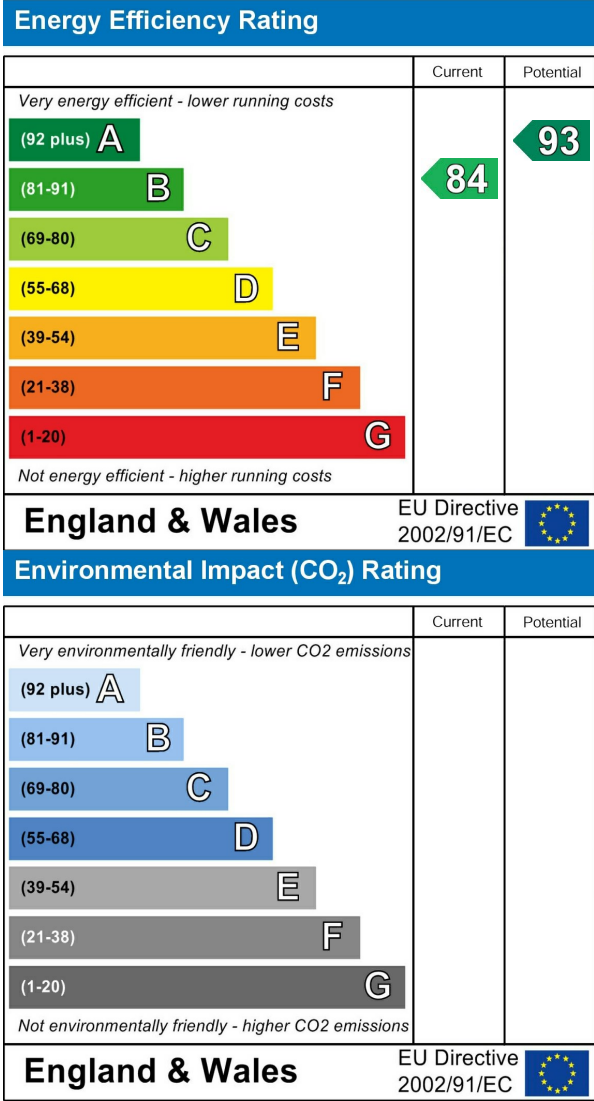 Energy Efficiency Rating
Current Potential
Very energy efficient - lower running costs
(92 plus) A
93
(81-91) B
84
(69-80) C
(55-68) D
(39-54) E
(21-38) F
(1-20) G
Not energy efficient - higher running costs
England & Wales
EU Directive
2002/91/EC
Environmental Impact (CO₂) Rating
Current Potential
Very environmentally friendly - lower CO2 emissions
(92 plus) A
(81-91) B
(69-80) C
(55-68) D
(39-54) E
(21-38) F
(1-20) G
Not environmentally friendly - higher CO2 emissions
England & Wales
EU Directive
2002/91/EC